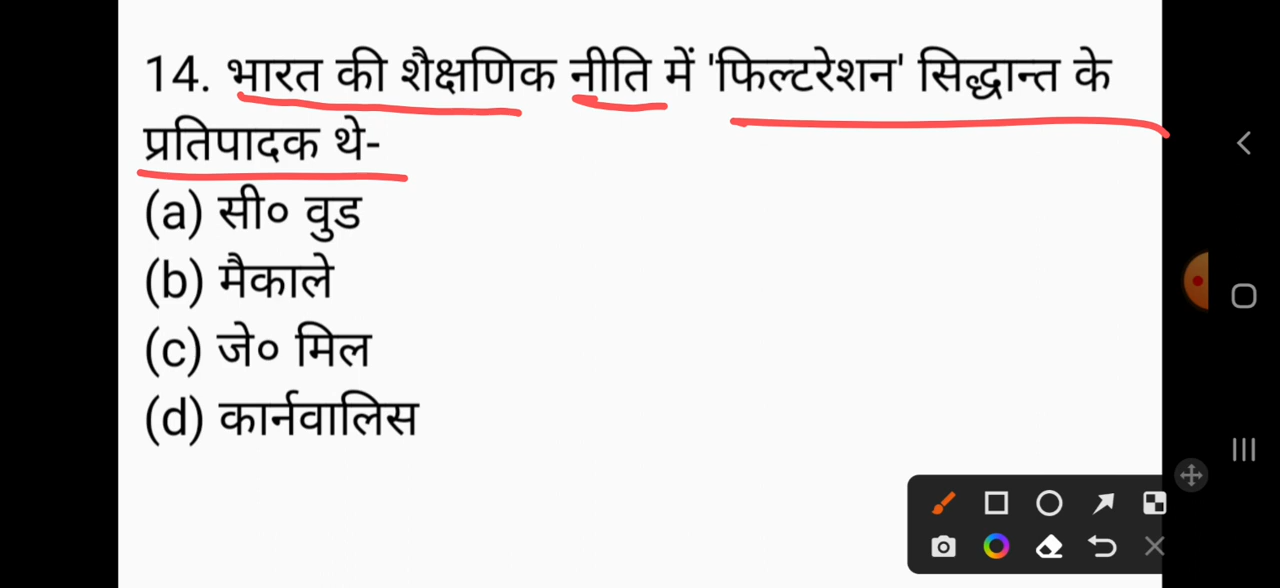 14. भारत की शैक्षणिक नीति में 'फिल्टरेशन' सिद्धान्त के
प्रतिपादक थे-
(a) सी० वुड
(b) मैकाले
(c) जे० मिल
(d) कार्नवालिस